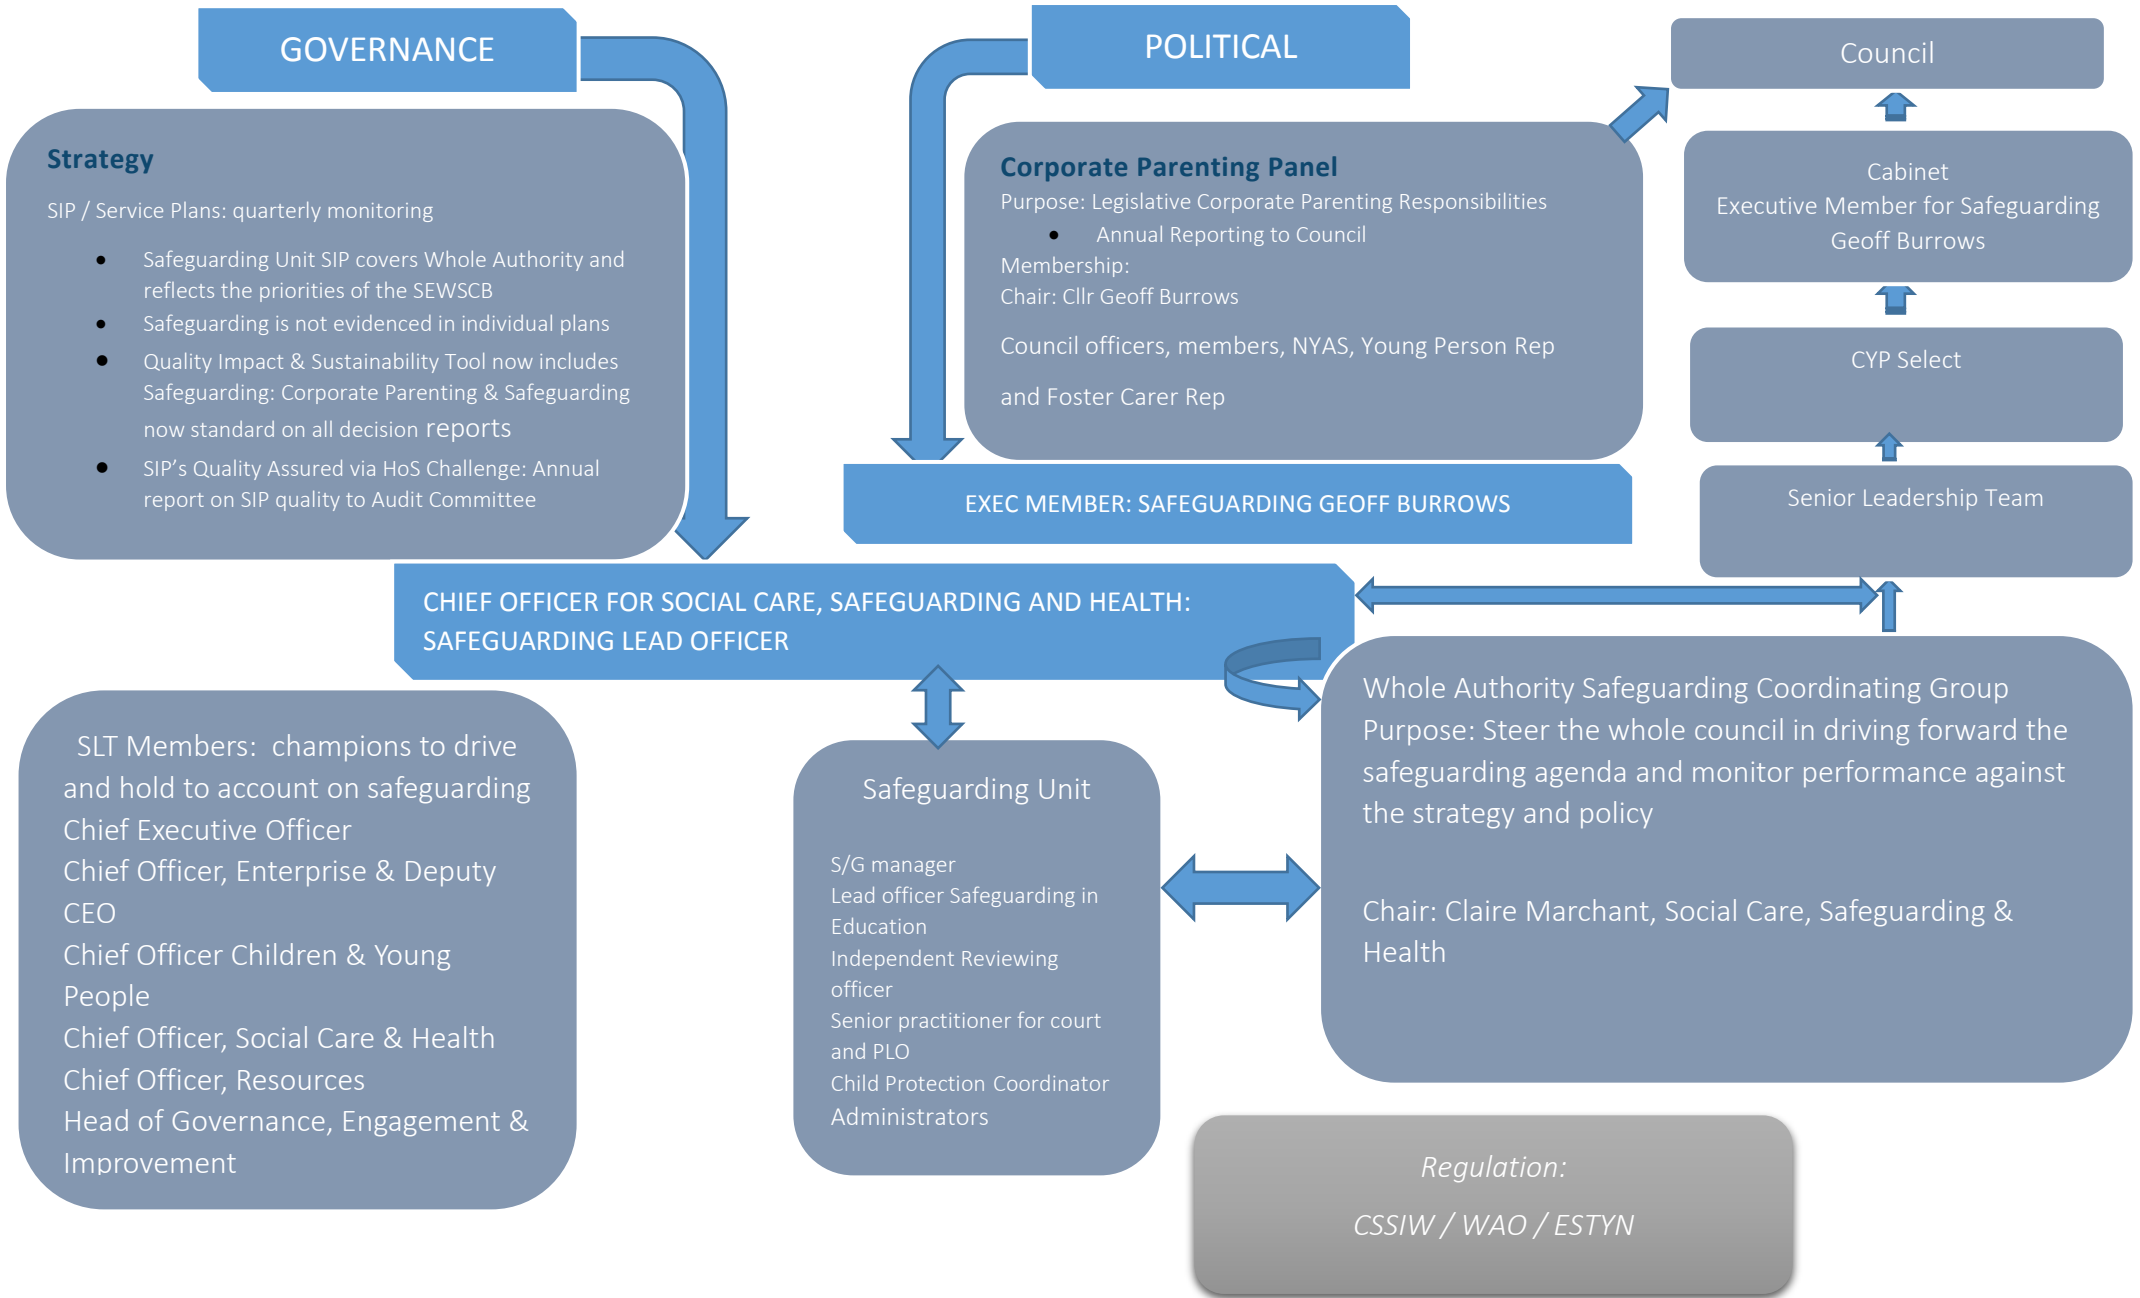 GOVERNANCE
Strategy
SIP / Service Plans: quarterly monitoring
• Safeguarding Unit SIP covers Whole Authority and
reflects the priorities of the SEWSCB
• Safeguarding is not evidenced in individual plans
• Quality Impact & Sustainability Tool now includes
Safeguarding: Corporate Parenting & Safeguarding
now standard on all decision reports
• SIP's Quality Assured via HoS Challenge: Annual
report on SIP quality to Audit Committee
POLITICAL
Corporate Parenting Panel
Purpose: Legislative Corporate Parenting Responsibilities
• Annual Reporting to Council
Membership:
Chair: Cllr Geoff Burrows
Council officers, members, NYAS, Young Person Rep
and Foster Carer Rep
EXEC MEMBER: SAFEGUARDING GEOFF BURROWS
Council
Cabinet
Executive Member for Safeguarding
Geoff Burrows
CYP Select
Senior Leadership Team
CHIEF OFFICER FOR SOCIAL CARE, SAFEGUARDING AND HEALTH:
SAFEGUARDING LEAD OFFICER
SLT Members:  champions to drive
and hold to account on safeguarding
Chief Executive Officer
Chief Officer, Enterprise & Deputy
CEO
Chief Officer Children & Young
People
Chief Officer, Social Care & Health
Chief Officer, Resources
Head of Governance, Engagement &
Improvement
Safeguarding Unit
S/G manager
Lead officer Safeguarding in
Education
Independent Reviewing
officer
Senior practitioner for court
and PLO
Child Protection Coordinator
Administrators
Whole Authority Safeguarding Coordinating Group
Purpose: Steer the whole council in driving forward the
safeguarding agenda and monitor performance against
the strategy and policy
Chair: Claire Marchant, Social Care, Safeguarding &
Health
Regulation:
CSSIW / WAO / ESTYN